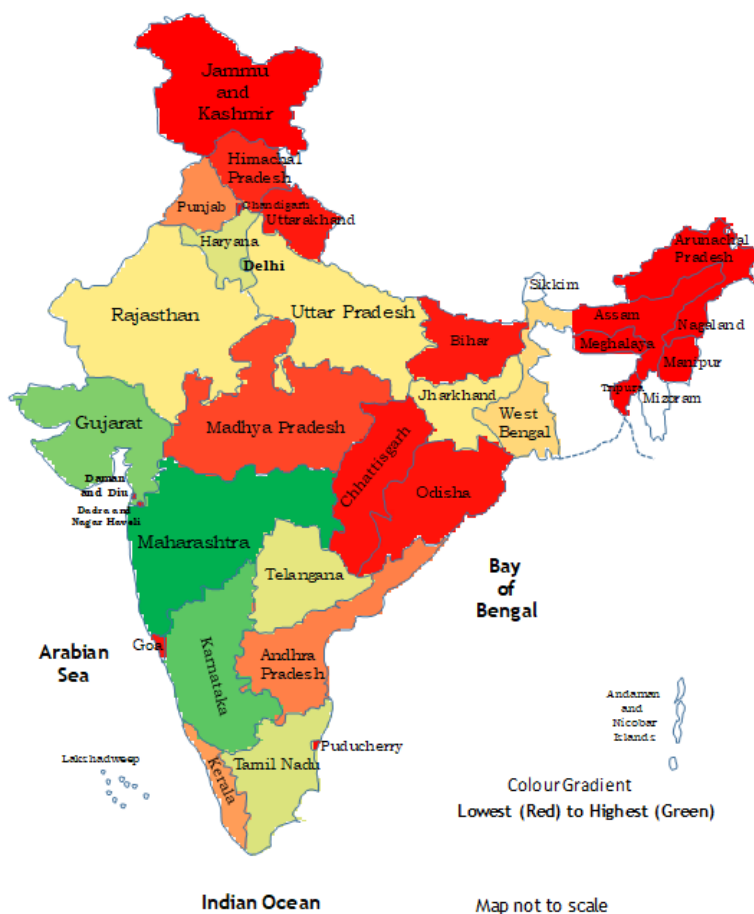 Jammu
and
Kashmir
Himachal
Pradesh
Punjab
Chandigarh
Uttarakhand
Haryana
Delhi
Arunachal
Pradesh
Sikkim
Rajasthan
Uttar Pradesh
Assam
Nagaland
Bihar
Meghalaya
Manipur
Tripura
Mizoram
Jharkhand
Gujarat
West
Bengal
Madhya Pradesh
Chhattisgarh
Daman
and Diu
Odisha
Dadra and
Nagar Haveli
Maharashtra
Telangana
Bay
of
Bengal
Goa
Arabian
Sea
Karnataka
Andhra
Pradesh
Andaman
and
Nicobar
Islands
Puducherry
Lakshadweep
Kerala
Tamil Nadu
Colour Gradient
Lowest (Red) to Highest (Green)
Indian Ocean
Map not to scale